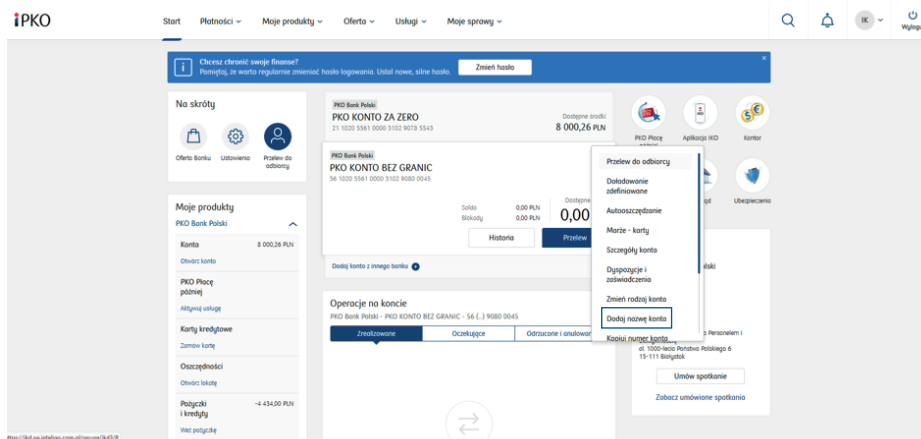 iPKO
Start Płatności Moje produkty Oferta Usługi Moje sprawy
IK
Chcesz chronić swoje finanse?
Pamiętaj, że warto regularnie zmieniać hasło logowania. Ustal nowe, silne hasło.
Zmień hasło
Na skróty
Oferta Banku
Ustawienia
Przelew do
odbiorcy
PKO Bank Polski
PKO KONTO ZA ZERO
21 1020 5561 0000 3102 9078 5543
Dostępne środki
8 000,26 PLN
PKO Płacę
Aplikacja IKO
Kantor
Ubezpieczenia
PKO Bank Polski
PKO KONTO BEZ GRANIC
56 1020 5561 0000 3102 9080 0045
Saldo 0,00 PLN
Blokady 0,00 PLN
Dostępne
0,00
Historia
Przelew
Dodaj konto z innego banku
Przelew do odbiorcy
Doładowanie
zdefiniowane
Autooszczędzanie
Marże - karty
Szczegóły konta
Dyspozycje i
zaświadczenia
Zmień rodzaj konta
Dodaj nazwę konta
Kopiuj numer konta
Moje produkty
PKO Bank Polski
Konta 8 000,26 PLN
Otwórz konto
PKO Płacę
później
Aktywuj usługę
Karty kredytowe
Zamów kartę
Oszczędności
Otwórz lokatę
Pożyczki
i kredyty
-4 434,00 PLN
Weź pożyczkę
Operacje na koncie
PKO Bank Polski - PKO KONTO BEZ GRANIC - 56 (...) 9080 0045
Zrealizowane
Oczekujące
Odrzucone i anulowan
Personelem i
al. 1000-lecia Państwa Polskiego 6
15-111 Białystok
Umów spotkanie
Zobacz umówione spotkania